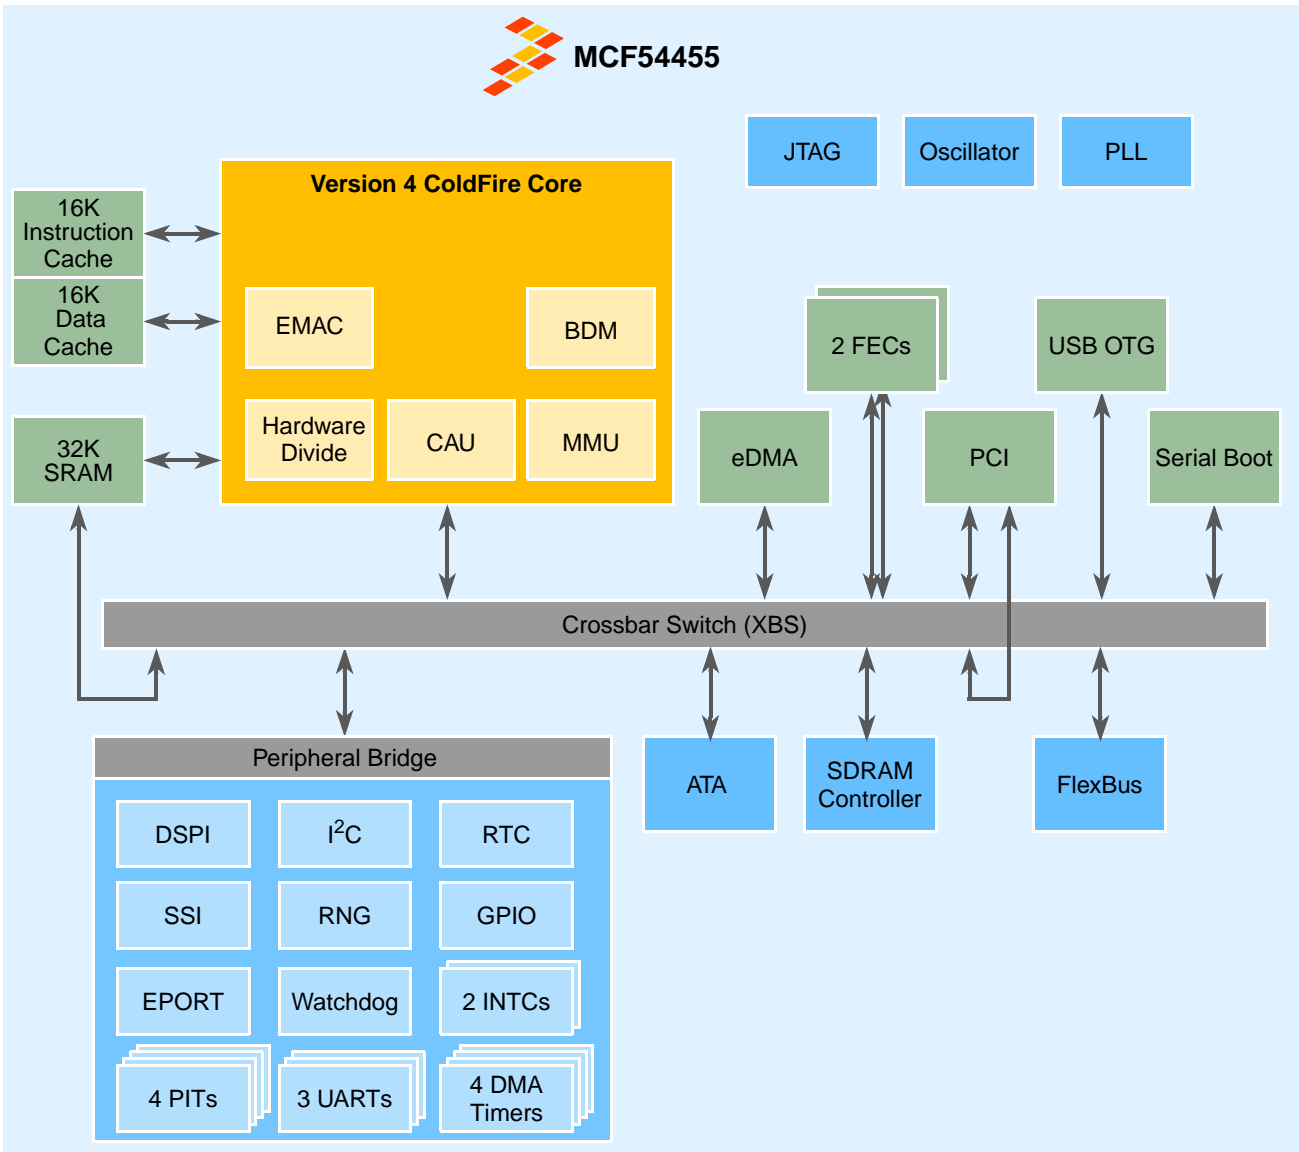 MCF54455
JTAG
Oscillator
PLL
Version 4 ColdFire Core
16K
Instruction
Cache
16K
Data
Cache
EMAC
BDM
2 FECs
USB OTG
32K
SRAM
Hardware
Divide
CAU
MMU
eDMA
PCI
Serial Boot
Crossbar Switch (XBS)
Peripheral Bridge
ATA
SDRAM
Controller
FlexBus
DSPI
I²C
RTC
SSI
RNG
GPIO
EPORT
Watchdog
2 INTCs
4 PITs
3 UARTs
4 DMA
Timers